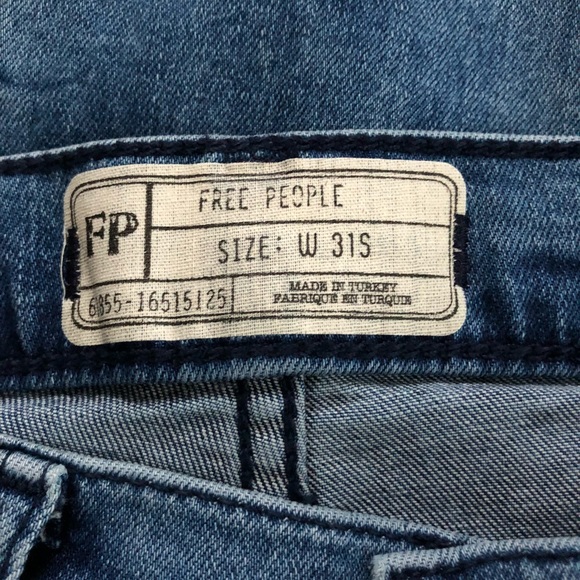 FP
FREE PEOPLE
SIZE: W 31S
6855-16515125
MADE IN TURKEY
FABRIQUE EN TURQUIE